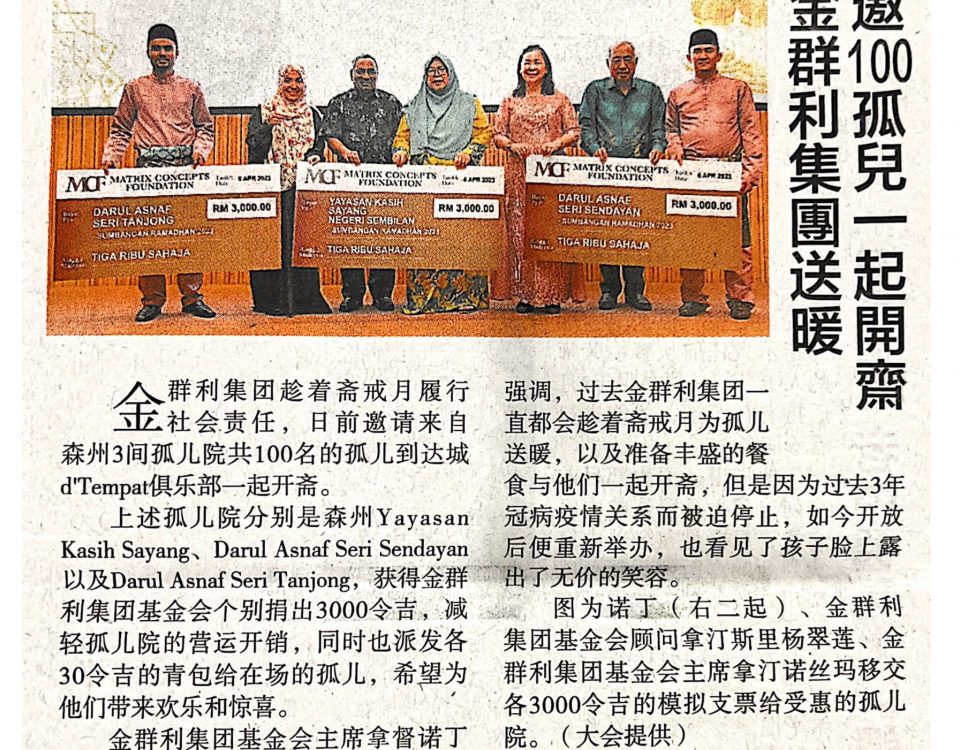 邀100孤兒一起開齋
金群利集團送暖
MCF MATRIX CONCEPTS FOUNDATION
6 APR 2023
DARUL ASNAF
SERI TANJONG
SUMBANGAN RAMADHAN 2023
RM 3,000.00
TIGA RIBU SAHAJA
MCF MATRIX CONCEPTS FOUNDATION
6 APR 2023
YAYASAN KASIH
SAYANG
NEGERI SEMBILAN
SUMBANGAN RAMADHAN 2023
RM 3,000.00
TIGA RIBU SAHAJA
MCF MATRIX CONCEPTS FOUNDATION
6 APR 2023
DARUL ASNAF
SERI SENDAYAN
SUMBANGAN RAMADHAN 2023
RM 3,000.00
TIGA RIBU SAHAJA
金群利集团趁着斋戒月履行
社会责任，日前邀请来自
森州3间孤儿院共100名的孤儿到达城
d'Tempat俱乐部一起开斋。
上述孤儿院分别是森州Yayasan
Kasih Sayang、Darul Asnaf Seri Sendayan
以及Darul Asnaf Seri Tanjong，获得金群
利集团基金会个别捐出3000令吉，减
轻孤儿院的营运开销，同时也派发各
30令吉的青包给在场的孤儿，希望为
他们带来欢乐和惊喜。
金群利集团基金会主席拿督诺丁
强调，过去金群利集团一
直都会趁着斋戒月为孤儿
送暖，以及准备丰盛的餐
食与他们一起开斋，但是因为过去3年
冠病疫情关系而被迫停止，如今开放
后便重新举办，也看见了孩子脸上露
出了无价的笑容。
图为诺丁（右二起）、金群利
集团基金会顾问拿汀斯里杨翠莲、金
群利集团基金会主席拿汀诺丝玛移交
各3000令吉的模拟支票给受惠的孤儿
院。（大会提供）